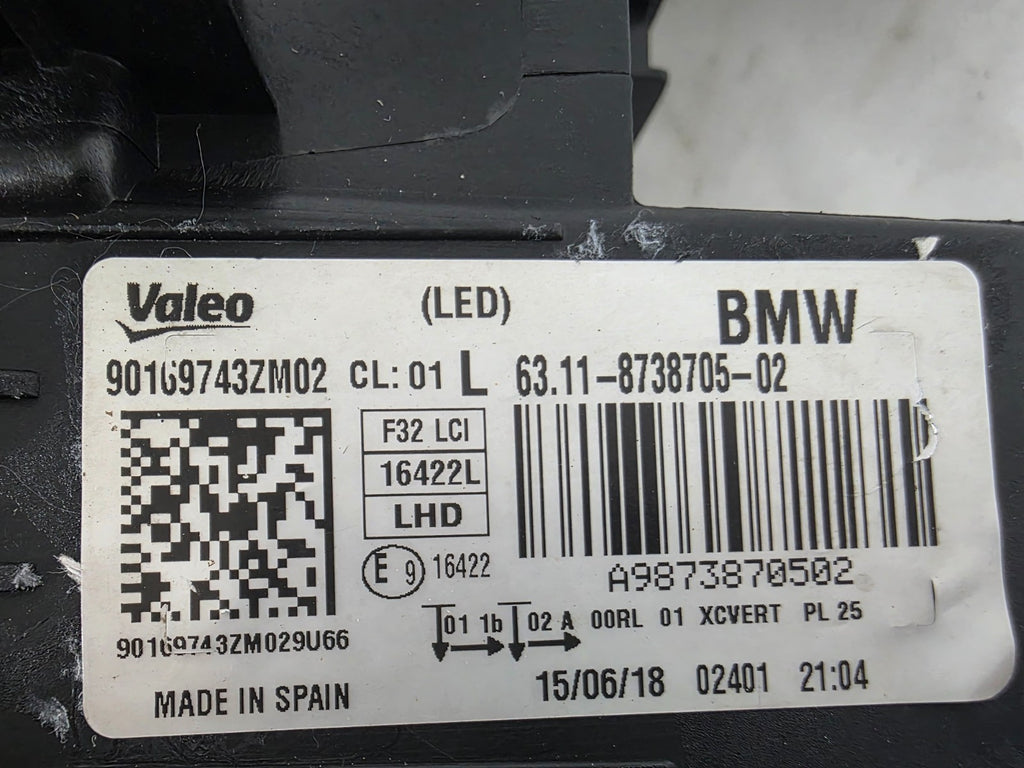 Valeo (LED) BMW
90169743ZM02 CL: 01 L 63.11-8738705-02
F32 LCI
16422L
LHD
E 9 16422
A9873870502
01 1b 02 A 00RL 01 XCVERT PL 25
90169743ZM029U66
MADE IN SPAIN 15/06/18 02401 21:04